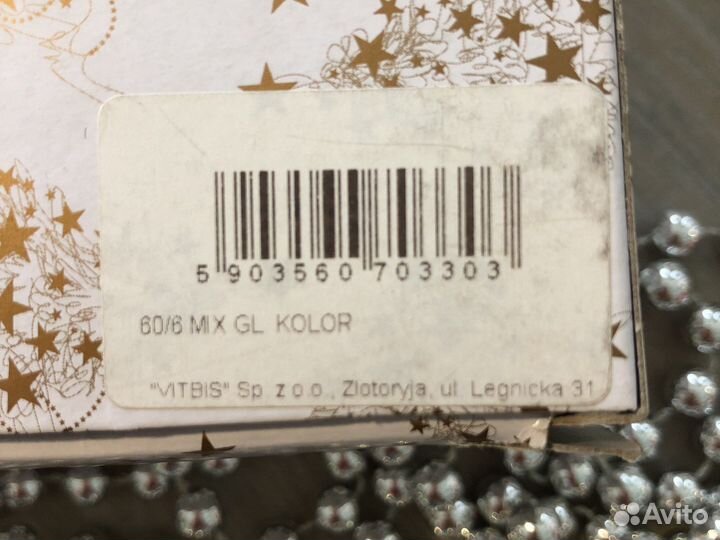 5 903560 703303
60/6 MIX GL. KOLOR
"VITBIS" Sp. z o.o., Zlotoryja, ul. Legnicka 31
Avito